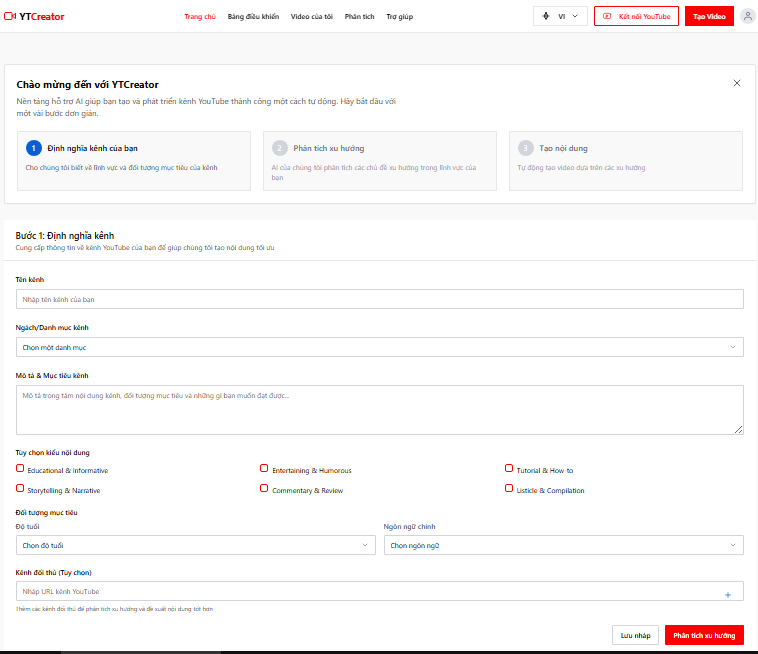 YTCreator
Trang chủ Bảng điều khiển Video của tôi Phân tích Trợ giúp
VI Kết nối YouTube Tạo Video
Chào mừng đến với YTCreator
Nền tảng hỗ trợ AI giúp bạn tạo và phát triển kênh YouTube thành công một cách tự động. Hãy bắt đầu với
một vài bước đơn giản.
1 Định nghĩa kênh của bạn
Cho chúng tôi biết về lĩnh vực và đối tượng mục tiêu của kênh
2 Phân tích xu hướng
AI của chúng tôi phân tích các chủ đề xu hướng trong lĩnh vực của
bạn
3 Tạo nội dung
Tự động tạo video dựa trên các xu hướng
Bước 1: Định nghĩa kênh
Cung cấp thông tin về kênh YouTube của bạn để giúp chúng tôi tạo nội dung tối ưu
Tên kênh
Nhập tên kênh của bạn
Ngách/Danh mục kênh
Chọn một danh mục
Mô tả & Mục tiêu kênh
Mô tả trọng tâm nội dung kênh, đối tượng mục tiêu và những gì bạn muốn đạt được...
Tùy chọn kiểu nội dung
Educational & Informative Entertaining & Humorous Tutorial & How-to
Storytelling & Narrative Commentary & Review Listicle & Compilation
Đối tượng mục tiêu
Độ tuổi Ngôn ngữ chính
Chọn độ tuổi Chọn ngôn ngữ
Kênh đối thủ (Tùy chọn)
Nhập URL kênh YouTube
Thêm các kênh đối thủ để phân tích xu hướng và đề xuất nội dung tốt hơn
Lưu nháp Phân tích xu hướng